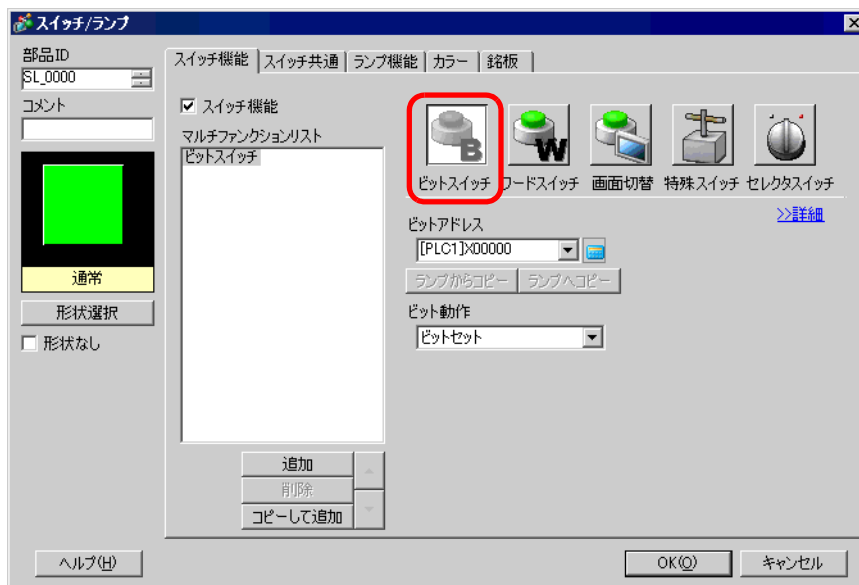 スイッチ/ランプ
部品ID
SL_0000
コメント
通常
形状選択
形状なし
スイッチ機能
スイッチ共通
ランプ機能
カラー
銘板
スイッチ機能
マルチファンクションリスト
ビットスイッチ
追加
削除
コピーして追加
B
W
ビットスイッチ
ワードスイッチ
画面切替
特殊スイッチ
セレクタスイッチ
>>詳細
ビットアドレス
[PLC1]X00000
ランプからコピー
ランプへコピー
ビット動作
ビットセット
ヘルプ(H)
OK(O)
キャンセル